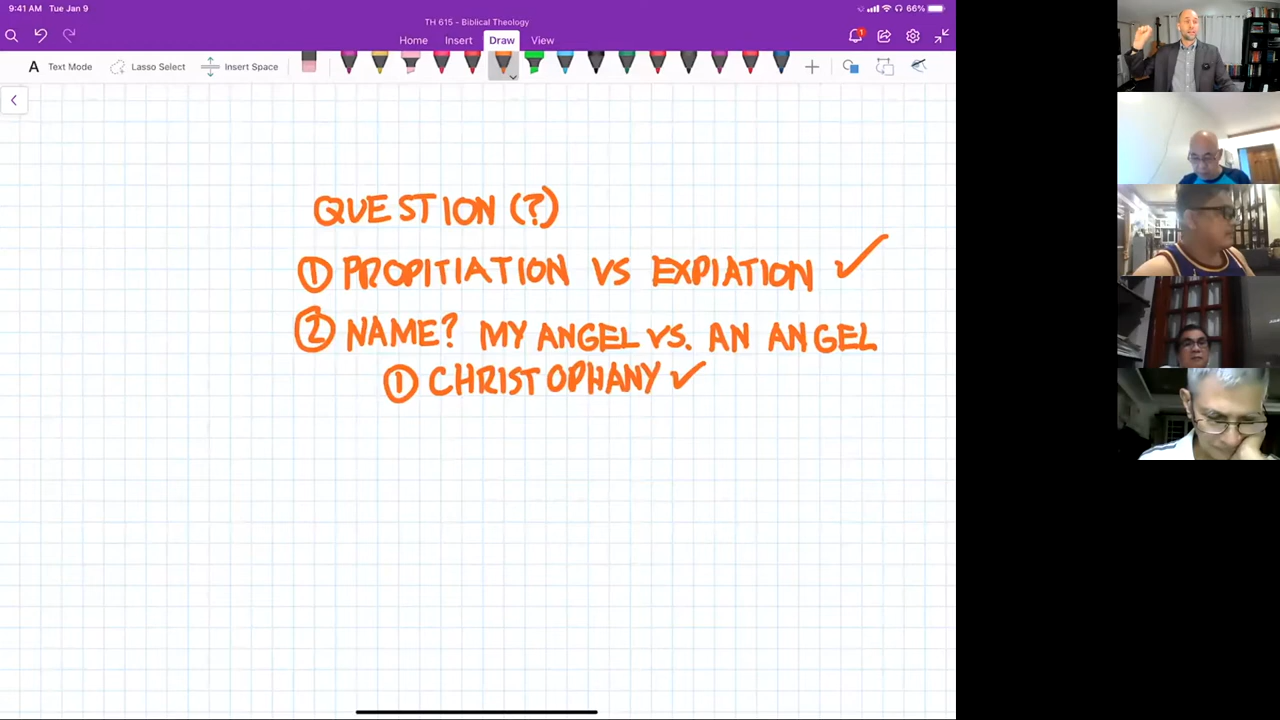 9:41 AM Tue Jan 9
66%
TH 615 - Biblical Theology
Home Insert Draw View
1
A Text Mode Lasso Select Insert Space
QUESTION (?)
① PROPITIATION VS EXPIATION ✓
② NAME? MY ANGEL VS. AN ANGEL
① CHRISTOPHANY ✓